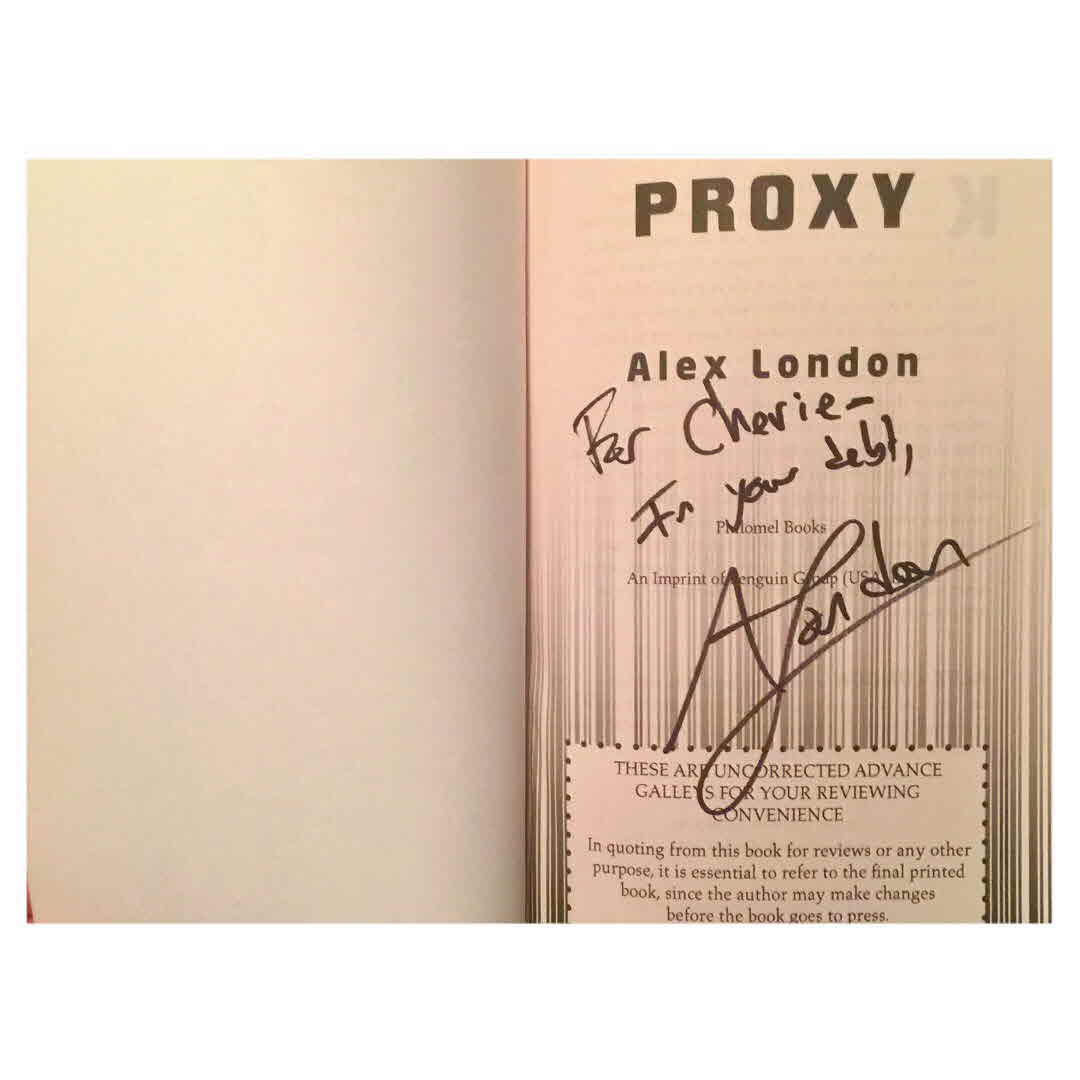 PROXY
Alex London
For Cherie-
In your debt,
Philomel Books
An Imprint of Penguin Group (USA)
A London
THESE ARE UNCORRECTED ADVANCE
GALLEYS FOR YOUR REVIEWING
CONVENIENCE
In quoting from this book for reviews or any other
purpose, it is essential to refer to the final printed
book, since the author may make changes
before the book goes to press.